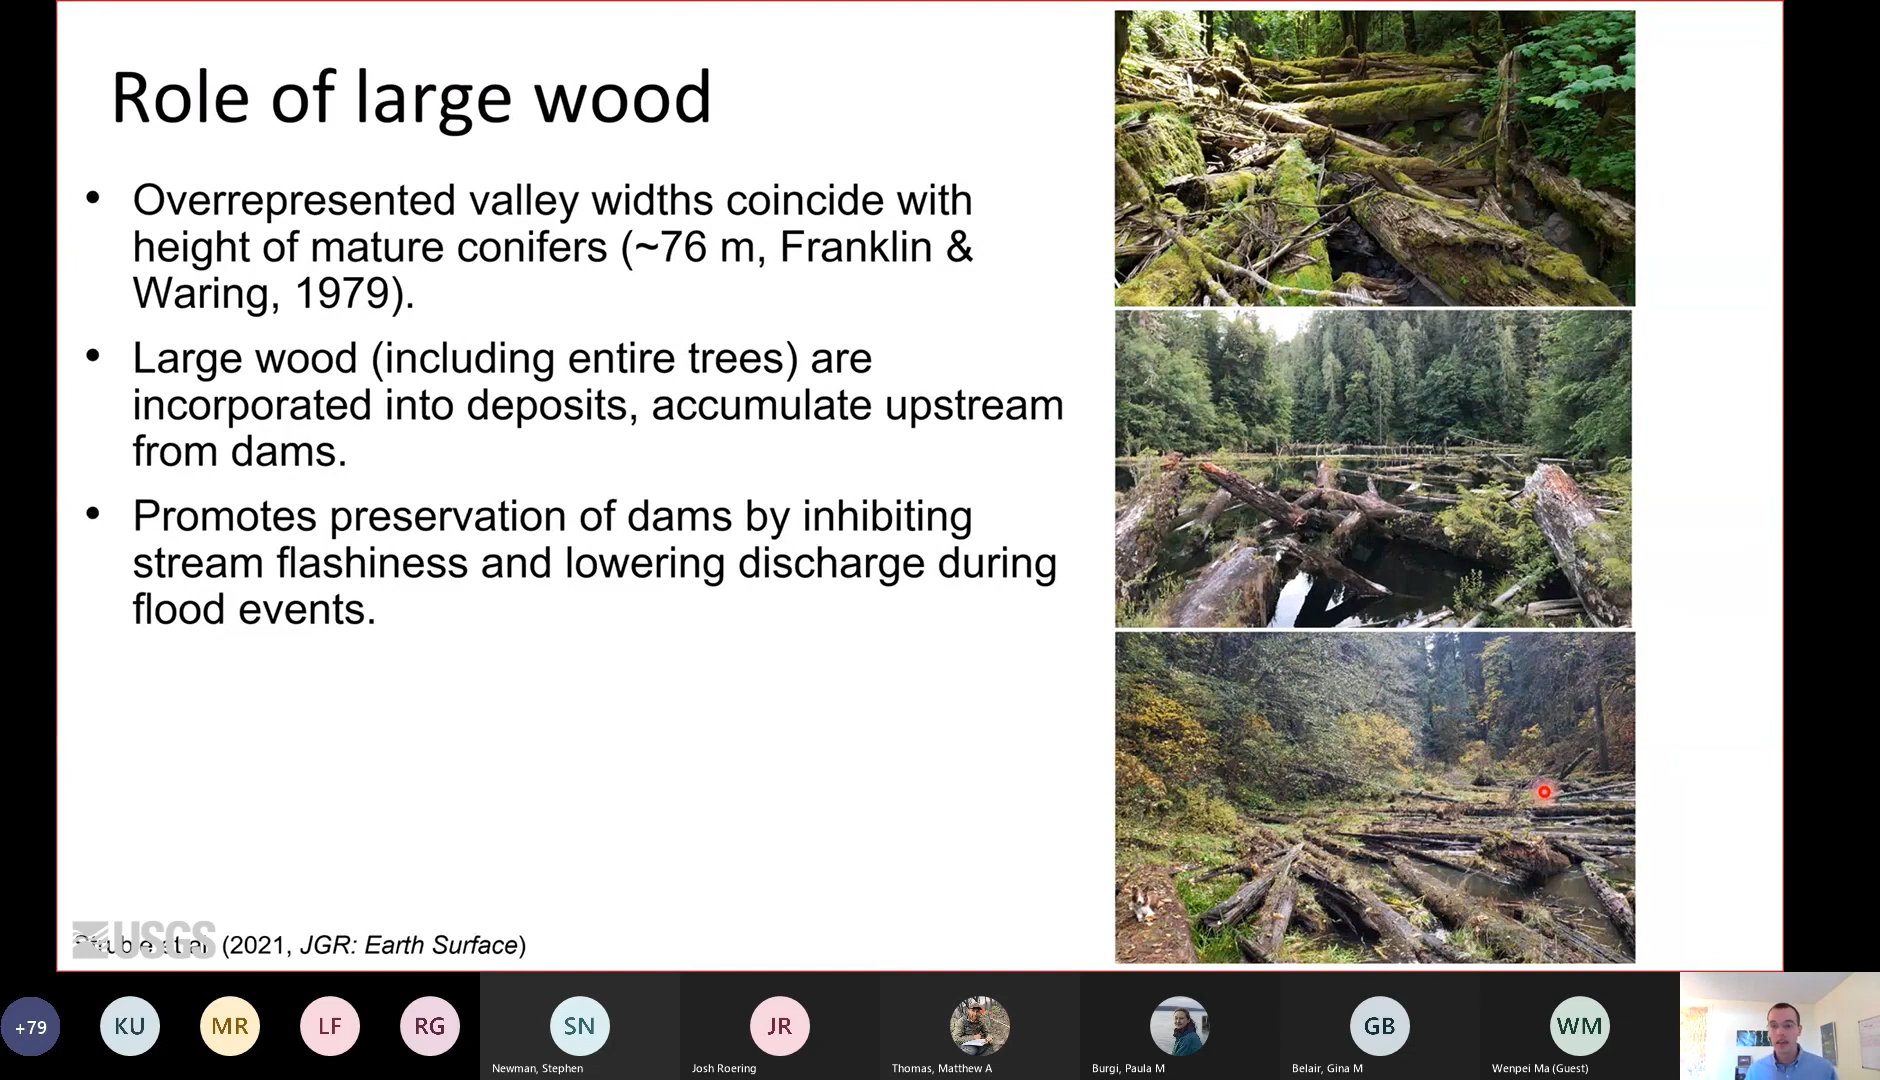 Role of large wood
• Overrepresented valley widths coincide with
height of mature conifers (~76 m, Franklin &
Waring, 1979).
• Large wood (including entire trees) are
incorporated into deposits, accumulate upstream
from dams.
• Promotes preservation of dams by inhibiting
stream flashiness and lowering discharge during
flood events.
USGS
Struble et al. (2021, JGR: Earth Surface)
+79
KU
MR
LF
RG
SN
JR
GB
WM
Newman, Stephen
Josh Roering
Thomas, Matthew A
Burgi, Paula M
Belair, Gina M
Wenpei Ma (Guest)